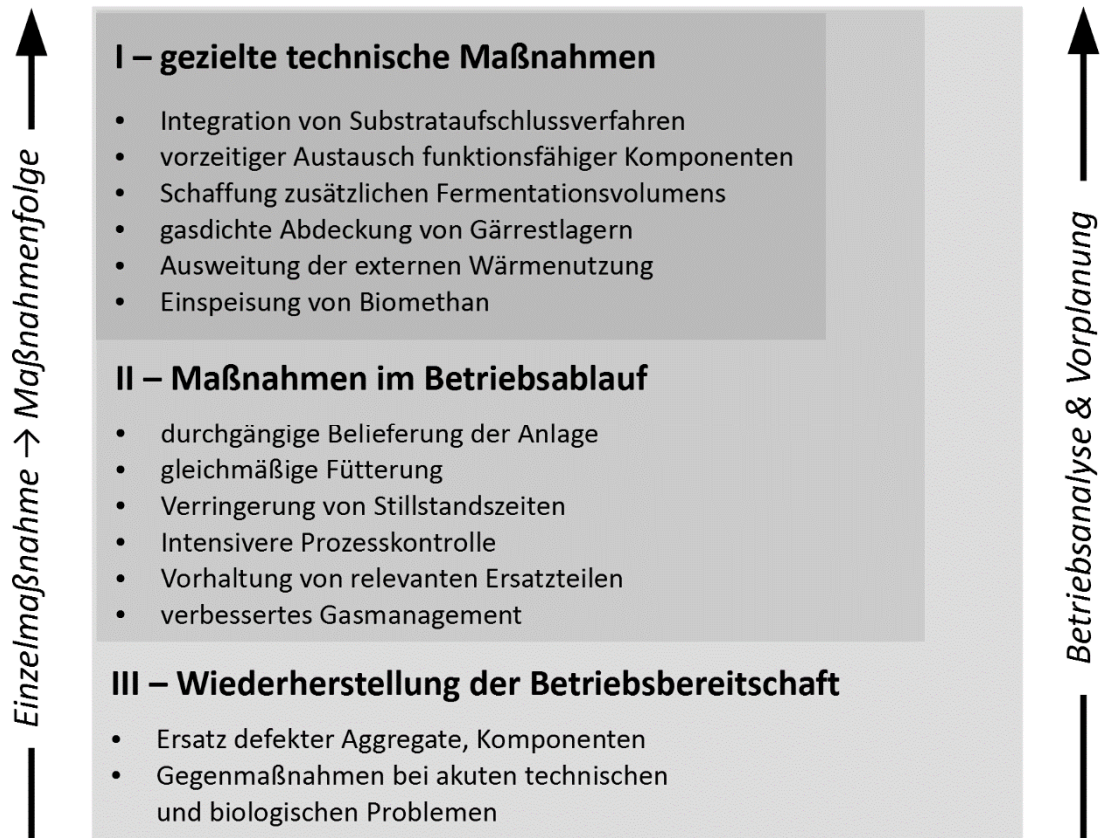 Einzelmaßnahme → Maßnahmenfolge
I – gezielte technische Maßnahmen
• Integration von Substrataufschlussverfahren
• vorzeitiger Austausch funktionsfähiger Komponenten
• Schaffung zusätzlichen Fermentationsvolumens
• gasdichte Abdeckung von Gärrestlagern
• Ausweitung der externen Wärmenutzung
• Einspeisung von Biomethan
II – Maßnahmen im Betriebsablauf
• durchgängige Belieferung der Anlage
• gleichmäßige Fütterung
• Verringerung von Stillstandszeiten
• Intensivere Prozesskontrolle
• Vorhaltung von relevanten Ersatzteilen
• verbessertes Gasmanagement
III – Wiederherstellung der Betriebsbereitschaft
• Ersatz defekter Aggregate, Komponenten
• Gegenmaßnahmen bei akuten technischen
und biologischen Problemen
Betriebsanalyse & Vorplanung